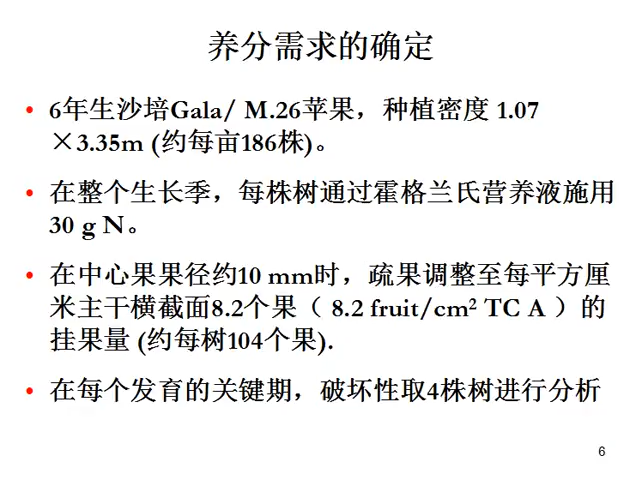 养分需求的确定
• 6年生沙培Gala/ M.26苹果，种植密度 1.07
×3.35m (约每亩186株)。
• 在整个生长季，每株树通过霍格兰氏营养液施用
30 g N。
• 在中心果果径约10 mm时，疏果调整至每平方厘
米主干横截面8.2个果（ 8.2 fruit/cm² TC A ）的
挂果量 (约每树104个果).
• 在每个发育的关键期，破坏性取4株树进行分析
6